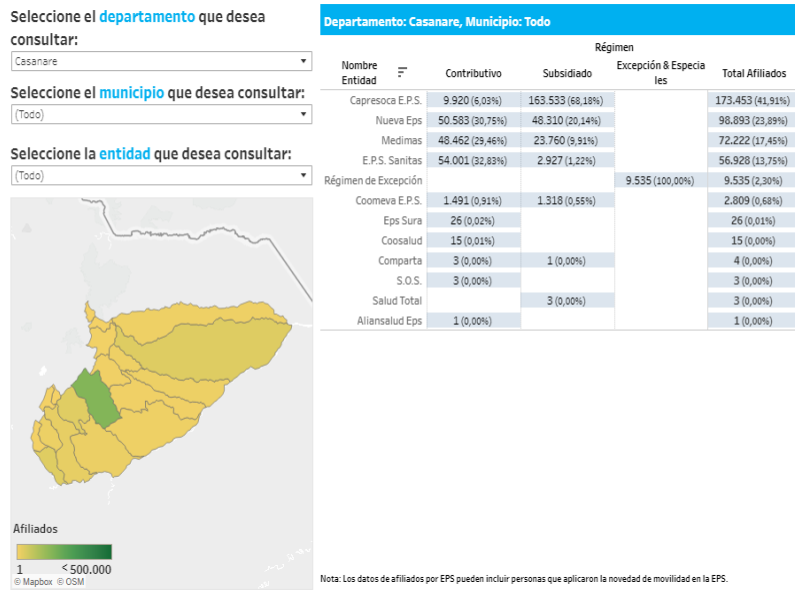 Seleccione el departamento que desea
consultar:
Casanare
Seleccione el municipio que desea consultar:
(Todo)
Seleccione la entidad que desea consultar:
(Todo)
Afiliados
1 < 500.000
© Mapbox © OSM
Departamento: Casanare, Municipio: Todo
Régimen
Nombre Entidad Contributivo Subsidiado Excepción & Especia les Total Afiliados
Capresoca E.P.S. 9.920 (6,03%) 163.533 (68,18%) 173.453 (41,91%)
Nueva Eps 50.583 (30,75%) 48.310 (20,14%) 98.893 (23,89%)
Medimas 48.462 (29,46%) 23.760 (9,91%) 72.222 (17,45%)
E.P.S. Sanitas 54.001 (32,83%) 2.927 (1,22%) 56.928 (13,75%)
Régimen de Excepción 9.535 (100,00%) 9.535 (2,30%)
Coomeva E.P.S. 1.491 (0,91%) 1.318 (0,55%) 2.809 (0,68%)
Eps Sura 26 (0,02%) 26 (0,01%)
Coosalud 15 (0,01%) 15 (0,00%)
Comparta 3 (0,00%) 1 (0,00%) 4 (0,00%)
S.O.S. 3 (0,00%) 3 (0,00%)
Salud Total 3 (0,00%) 3 (0,00%)
Aliansalud Eps 1 (0,00%) 1 (0,00%)
Nota: Los datos de afiliados por EPS pueden incluir personas que aplicaron la novedad de movilidad en la EPS.